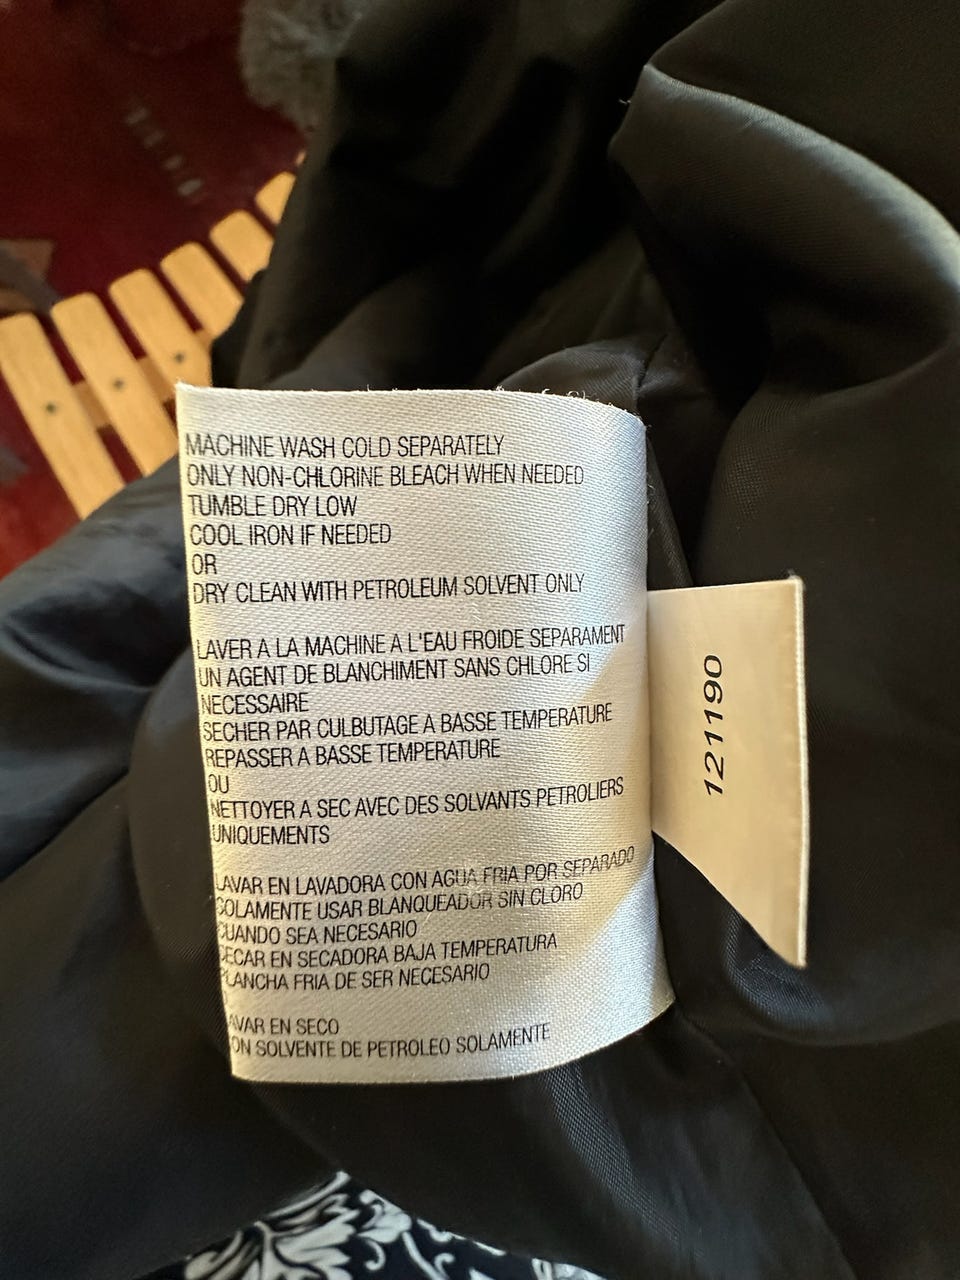 MACHINE WASH COLD SEPARATELY
ONLY NON-CHLORINE BLEACH WHEN NEEDED
TUMBLE DRY LOW
COOL IRON IF NEEDED
OR
DRY CLEAN WITH PETROLEUM SOLVENT ONLY
LAVER A LA MACHINE A L'EAU FROIDE SEPARAMENT
UN AGENT DE BLANCHIMENT SANS CHLORE SI
NECESSAIRE
SECHER PAR CULBUTAGE A BASSE TEMPERATURE
REPASSER A BASSE TEMPERATURE
OU
NETTOYER A SEC AVEC DES SOLVANTS PETROLIERS
UNIQUEMENTS
LAVAR EN LAVADORA CON AGUA FRIA POR SEPARADO
SOLAMENTE USAR BLANQUEADOR SIN CLORO
CUANDO SEA NECESARIO
SECAR EN SECADORA BAJA TEMPERATURA
PLANCHA FRIA DE SER NECESARIO
AVAR EN SECO
ON SOLVENTE DE PETROLEO SOLAMENTE
121190